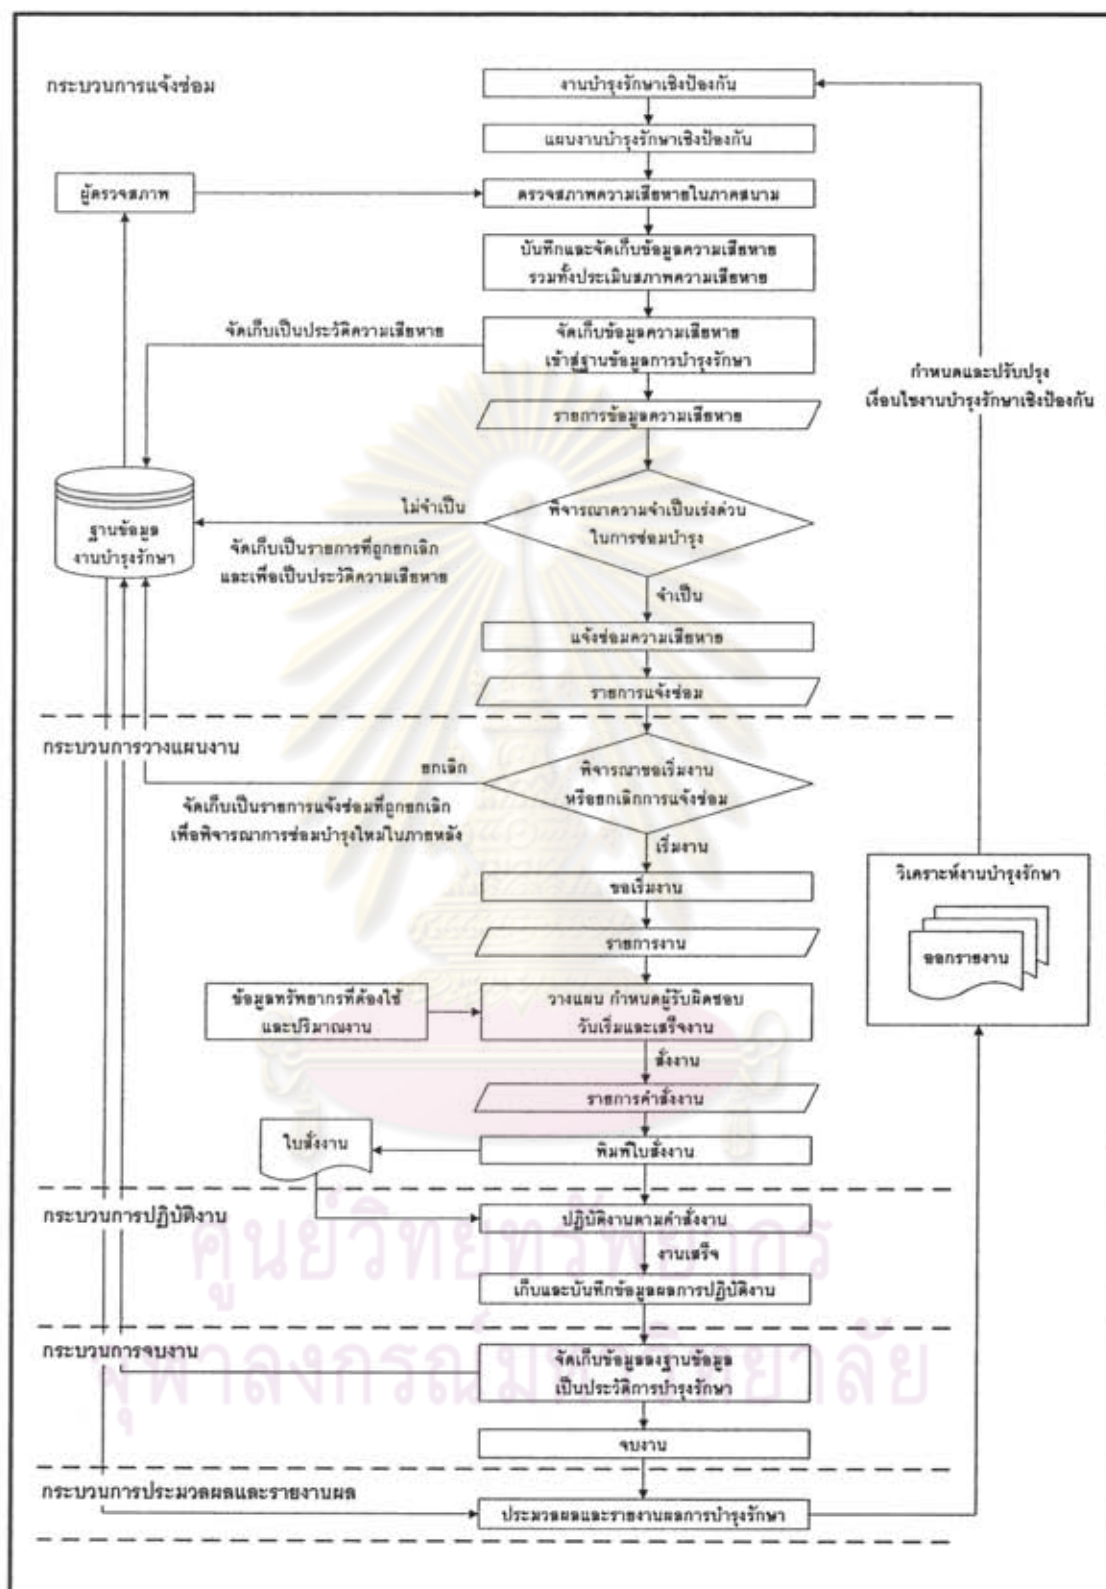 กระบวนการแจ้งซ่อม
งานบำรุงรักษาเชิงป้องกัน
แผนงานบำรุงรักษาเชิงป้องกัน
ผู้ตรวจสภาพ
ตรวจสภาพความเสียหายในภาคสนาม
บันทึกและจัดเก็บข้อมูลความเสียหาย
รวมทั้งประเมินสภาพความเสียหาย
จัดเก็บเป็นประวัติความเสียหาย
จัดเก็บข้อมูลความเสียหาย
เข้าสู่ฐานข้อมูลการบำรุงรักษา
กำหนดและปรับปรุง
เงื่อนไขงานบำรุงรักษาเชิงป้องกัน
รายการข้อมูลความเสียหาย
ไม่จำเป็น
พิจารณาความจำเป็นเร่งด่วน
ในการซ่อมบำรุง
ฐานข้อมูล
งานบำรุงรักษา
จัดเก็บเป็นรายการที่ถูกยกเลิก
และเพื่อเป็นประวัติความเสียหาย
จำเป็น
แจ้งซ่อมความเสียหาย
รายการแจ้งซ่อม
กระบวนการวางแผนงาน
ยกเลิก
พิจารณาขอเริ่มงาน
หรือยกเลิกการแจ้งซ่อม
จัดเก็บเป็นรายการแจ้งซ่อมที่ถูกยกเลิก
เพื่อพิจารณาการซ่อมบำรุงใหม่ในภายหลัง
เริ่มงาน
วิเคราะห์งานบำรุงรักษา
ขอเริ่มงาน
รายการงาน
ออกรายงาน
ข้อมูลทรัพยากรที่ต้องใช้
และปริมาณงาน
วางแผน กำหนดผู้รับผิดชอบ
วันเริ่มและเสร็จงาน
สั่งงาน
รายการคำสั่งงาน
ใบสั่งงาน
พิมพ์ใบสั่งงาน
กระบวนการปฏิบัติงาน
ปฏิบัติงานตามคำสั่งงาน
ศูนย์วิทยทรัพยากร
งานเสร็จ
เก็บและบันทึกข้อมูลผลการปฏิบัติงาน
กระบวนการจบงาน
จัดเก็บข้อมูลลงฐานข้อมูล
เป็นประวัติการบำรุงรักษา
จุฬาลงกรณ์มหาวิทยาลัย
จบงาน
กระบวนการประมวลผลและรายงานผล
ประมวลผลและรายงานผลการบำรุงรักษา